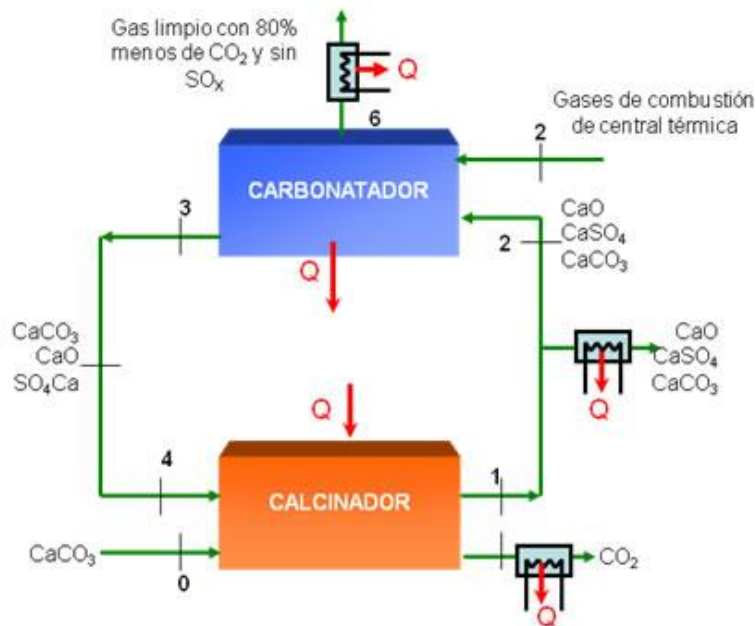 Gas limpio con 80%
menos de CO₂ y sin
SOₓ
Q
6
Gases de combustión
de central térmica
2
CARBONATADOR
3
CaO
CaSO₄
CaCO₃
2
Q
CaCO₃
CaO
SO₄Ca
CaO
CaSO₄
CaCO₃
Q
Q
4
CALCINADOR
1
CaCO₃
0
CO₂
Q